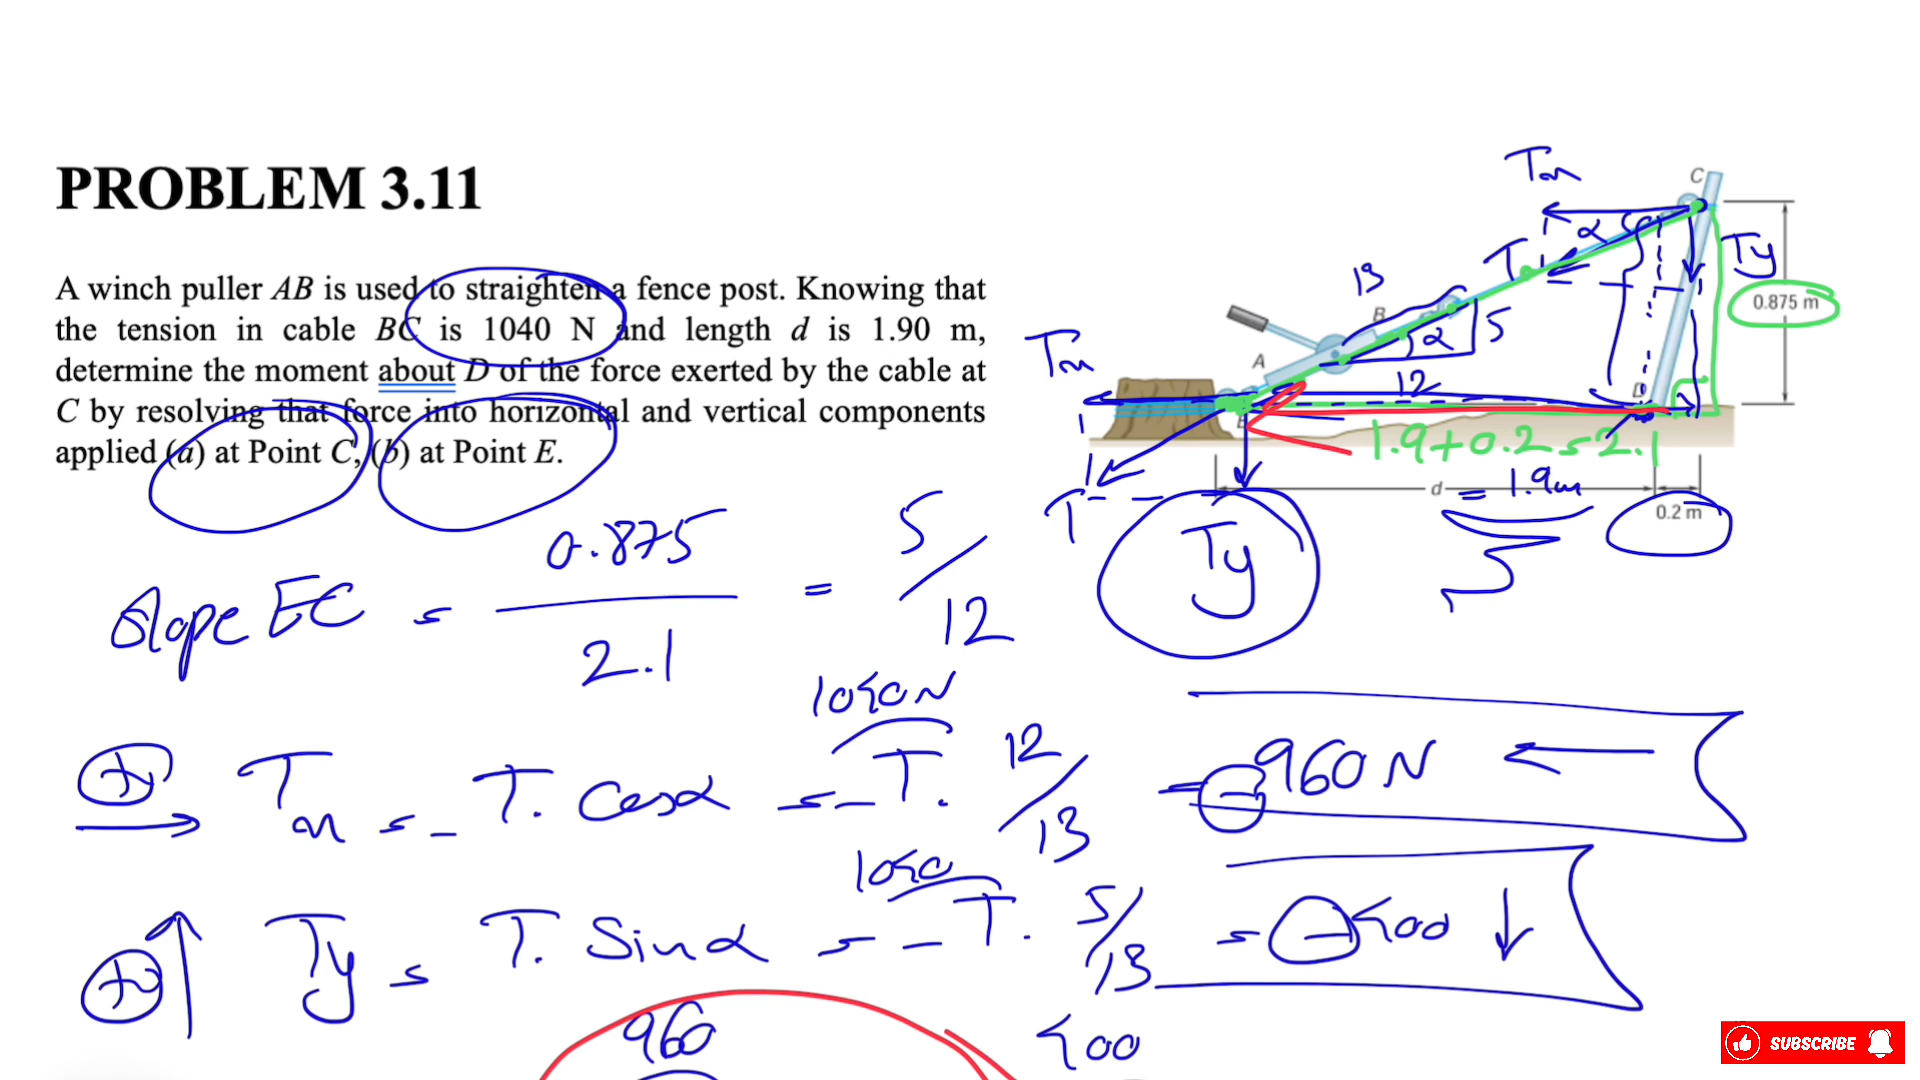 PROBLEM 3.11
A winch puller AB is used to straighten a fence post. Knowing that
the tension in cable BC is 1040 N and length d is 1.90 m,
determine the moment about D of the force exerted by the cable at
C by resolving that force into horizontal and vertical components
applied (a) at Point C, (b) at Point E.
C
0.875 m
B
A
D
E
d
0.2 m
Ty
T
α
13
5
α
12
1.9+0.2=2.1
= 1.9m
T
Ty
Slope EC = 0.875 / 2.1 = 5/12
1040N
T = - T. Cosα = - T. 12/13 = -960N
1040
Ty = T. Sinα = - T. 5/13 = -400
960
400
SUBSCRIBE